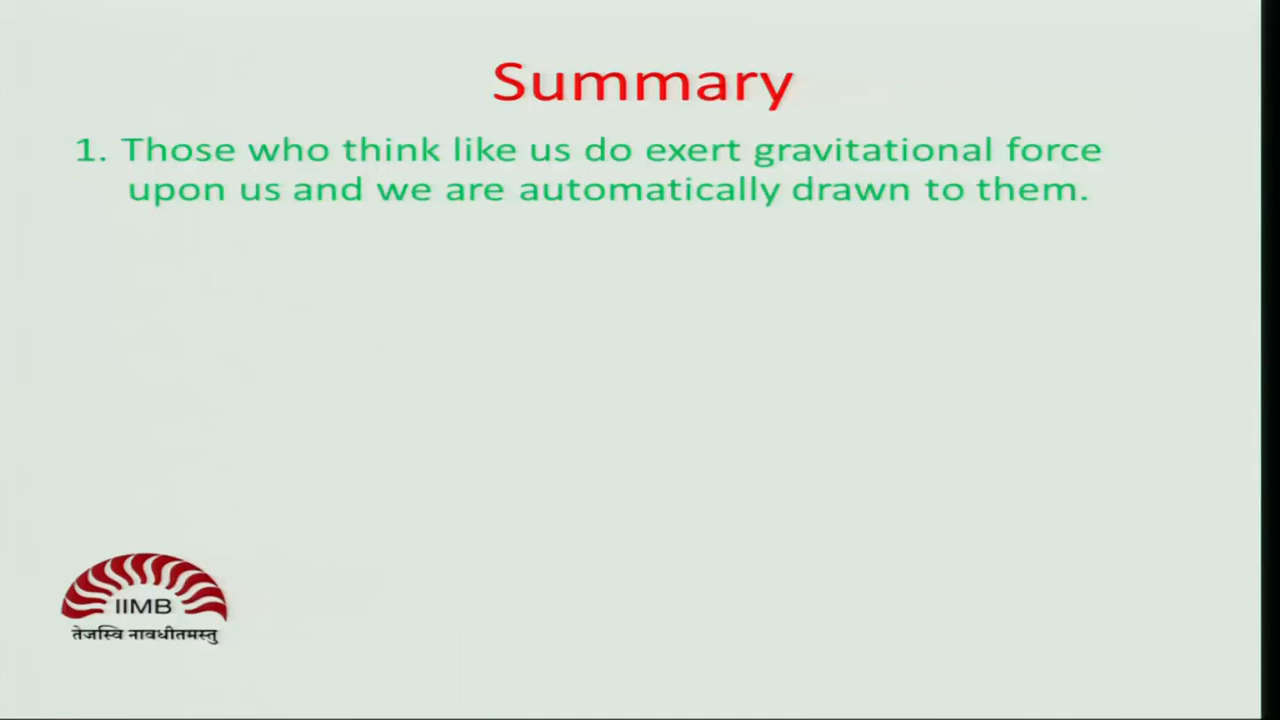 Summary
1. Those who think like us do exert gravitational force
upon us and we are automatically drawn to them.
IIMB
तेजस्वि नावधीतमस्तु